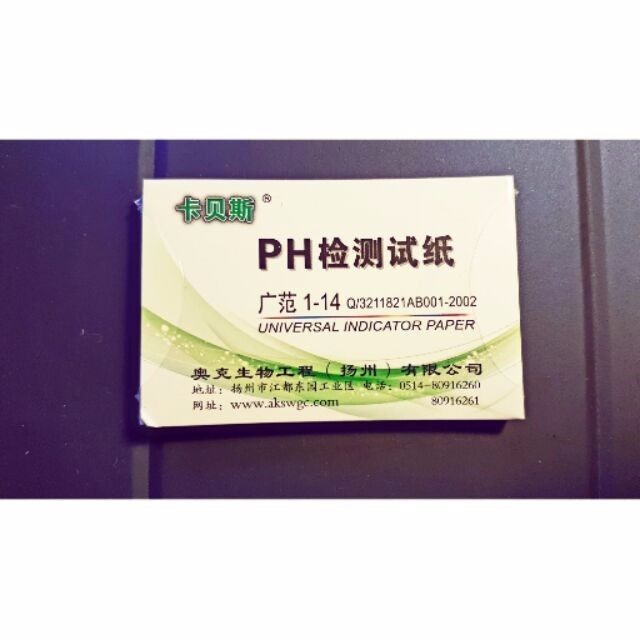 卡贝斯®
PH检测试纸
广范 1-14 Q/3211821AB001-2002
UNIVERSAL INDICATOR PAPER
奥克生物工程（扬州）有限公司
地址：扬州市江都东园工业区 电话：0514-80916260
网址：www.akswgc.com 80916261